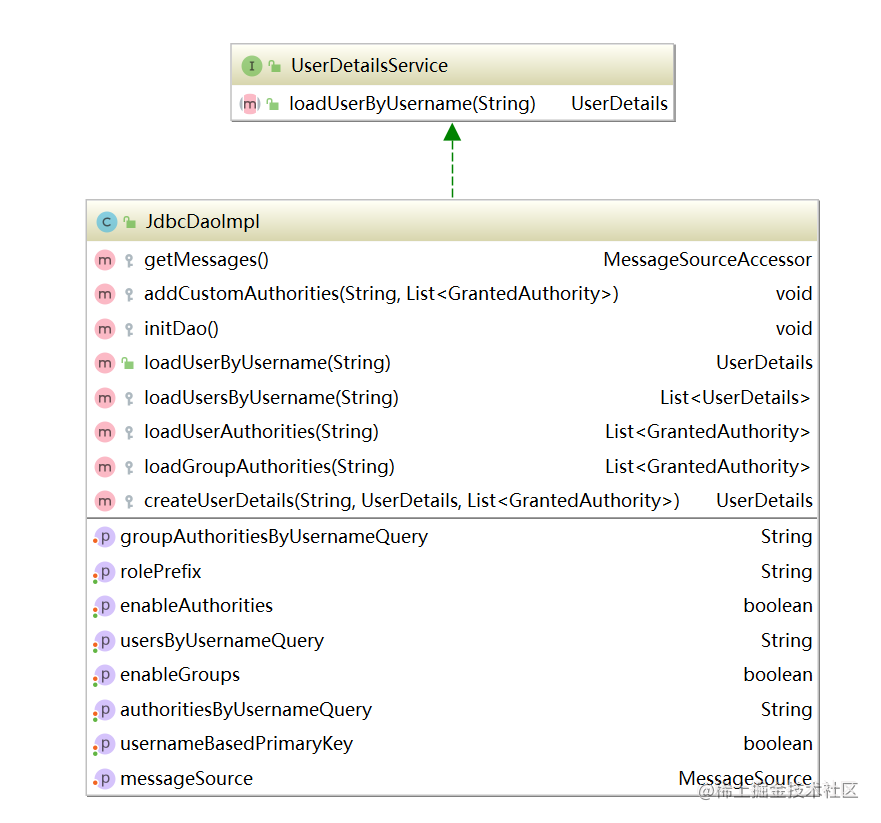 I UserDetailsService
m loadUserByUsername(String) UserDetails
C JdbcDaoImpl
m getMessages() MessageSourceAccessor
m addCustomAuthorities(String, List<GrantedAuthority>) void
m initDao() void
m loadUserByUsername(String) UserDetails
m loadUsersByUsername(String) List<UserDetails>
m loadUserAuthorities(String) List<GrantedAuthority>
m loadGroupAuthorities(String) List<GrantedAuthority>
m createUserDetails(String, UserDetails, List<GrantedAuthority>) UserDetails
p groupAuthoritiesByUsernameQuery String
p rolePrefix String
p enableAuthorities boolean
p usersByUsernameQuery String
p enableGroups boolean
p authoritiesByUsernameQuery String
p usernameBasedPrimaryKey boolean
p messageSource MessageSource
@稀土掘金技术社区